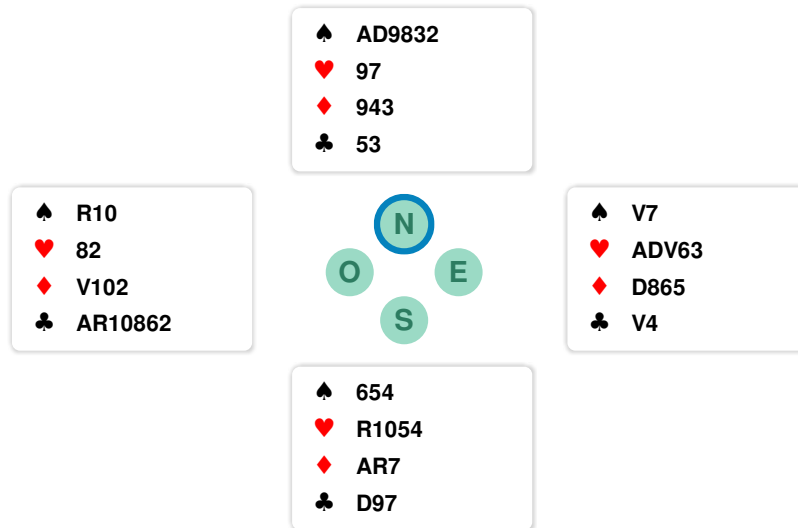 ♠ AD9832
♥ 97
♦ 943
♣ 53
♠ R10
♥ 82
♦ V102
♣ AR10862
N
O
E
S
♠ V7
♥ ADV63
♦ D865
♣ V4
♠ 654
♥ R1054
♦ AR7
♣ D97